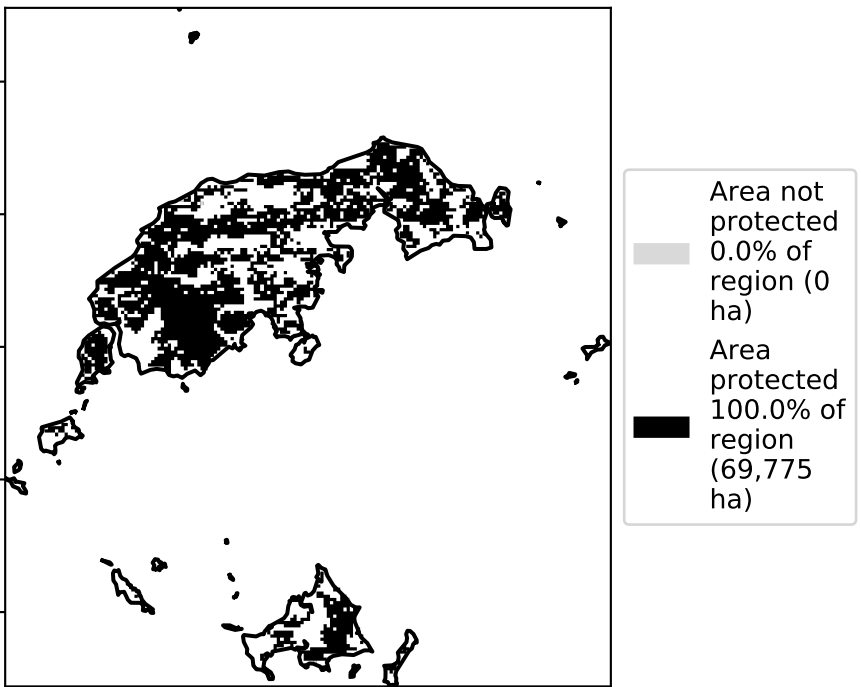 Area not
protected
0.0% of
region (0
ha)
Area
protected
100.0% of
region
(69,775
ha)